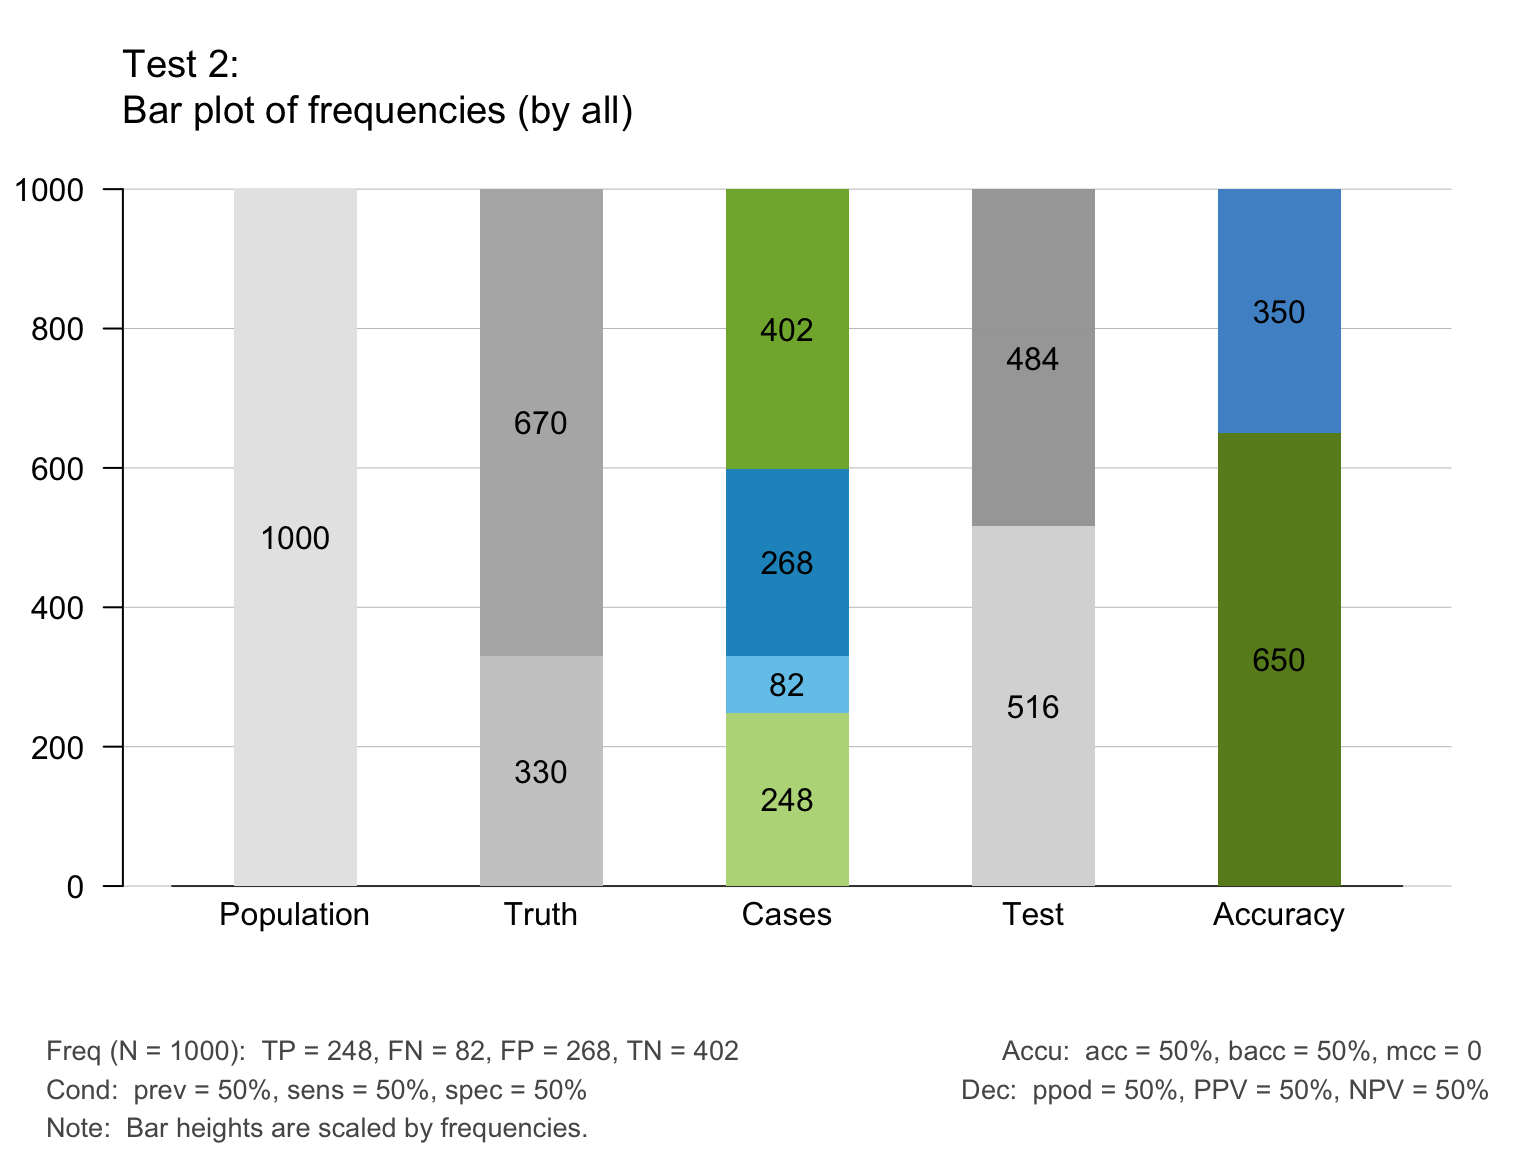 Test 2:
Bar plot of frequencies (by all)
1000
800
600
400
200
0
1000
670
330
402
268
82
248
484
516
350
650
Population Truth Cases Test Accuracy
Freq (N = 1000):  TP = 248, FN = 82, FP = 268, TN = 402
Cond:  prev = 50%, sens = 50%, spec = 50%
Note:  Bar heights are scaled by frequencies.
Accu:  acc = 50%, bacc = 50%, mcc = 0
Dec:  ppod = 50%, PPV = 50%, NPV = 50%